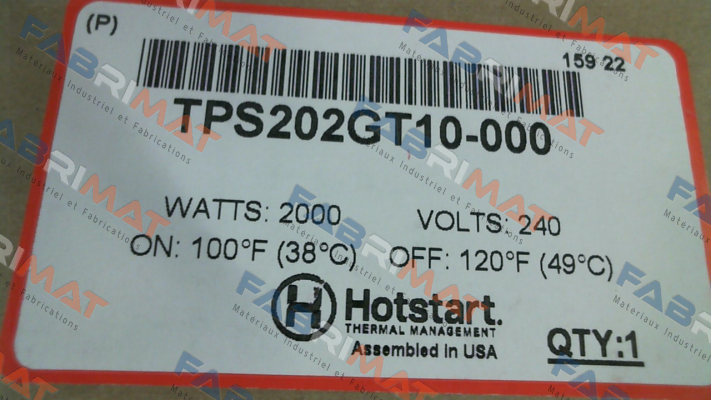 (P)
159 22
TPS202GT10-000
WATTS: 2000 VOLTS: 240
ON: 100°F (38°C) OFF: 120°F (49°C)
H Hotstart.
THERMAL MANAGEMENT
Assembled in USA
QTY:1
FABRIMAT
Materiaux Industriel et Fabrications